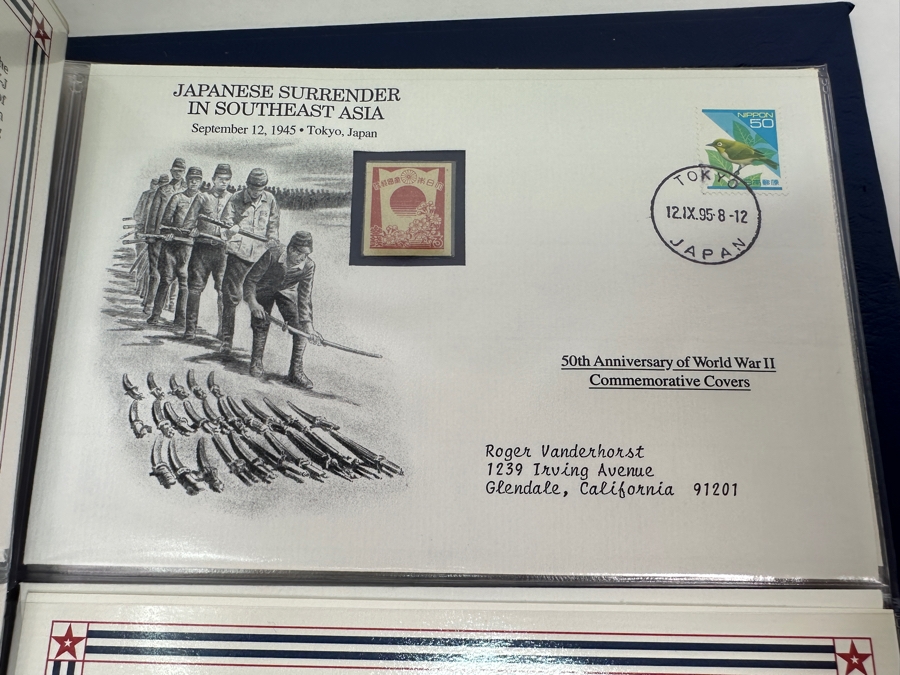 JAPANESE SURRENDER
IN SOUTHEAST ASIA
September 12, 1945 • Tokyo, Japan
NIPPON
50
TOKYO
12.IX.95·8-12
JAPAN
50th Anniversary of World War II
Commemorative Covers
Roger Vanderhorst
1239 Irving Avenue
Glendale, California 91201